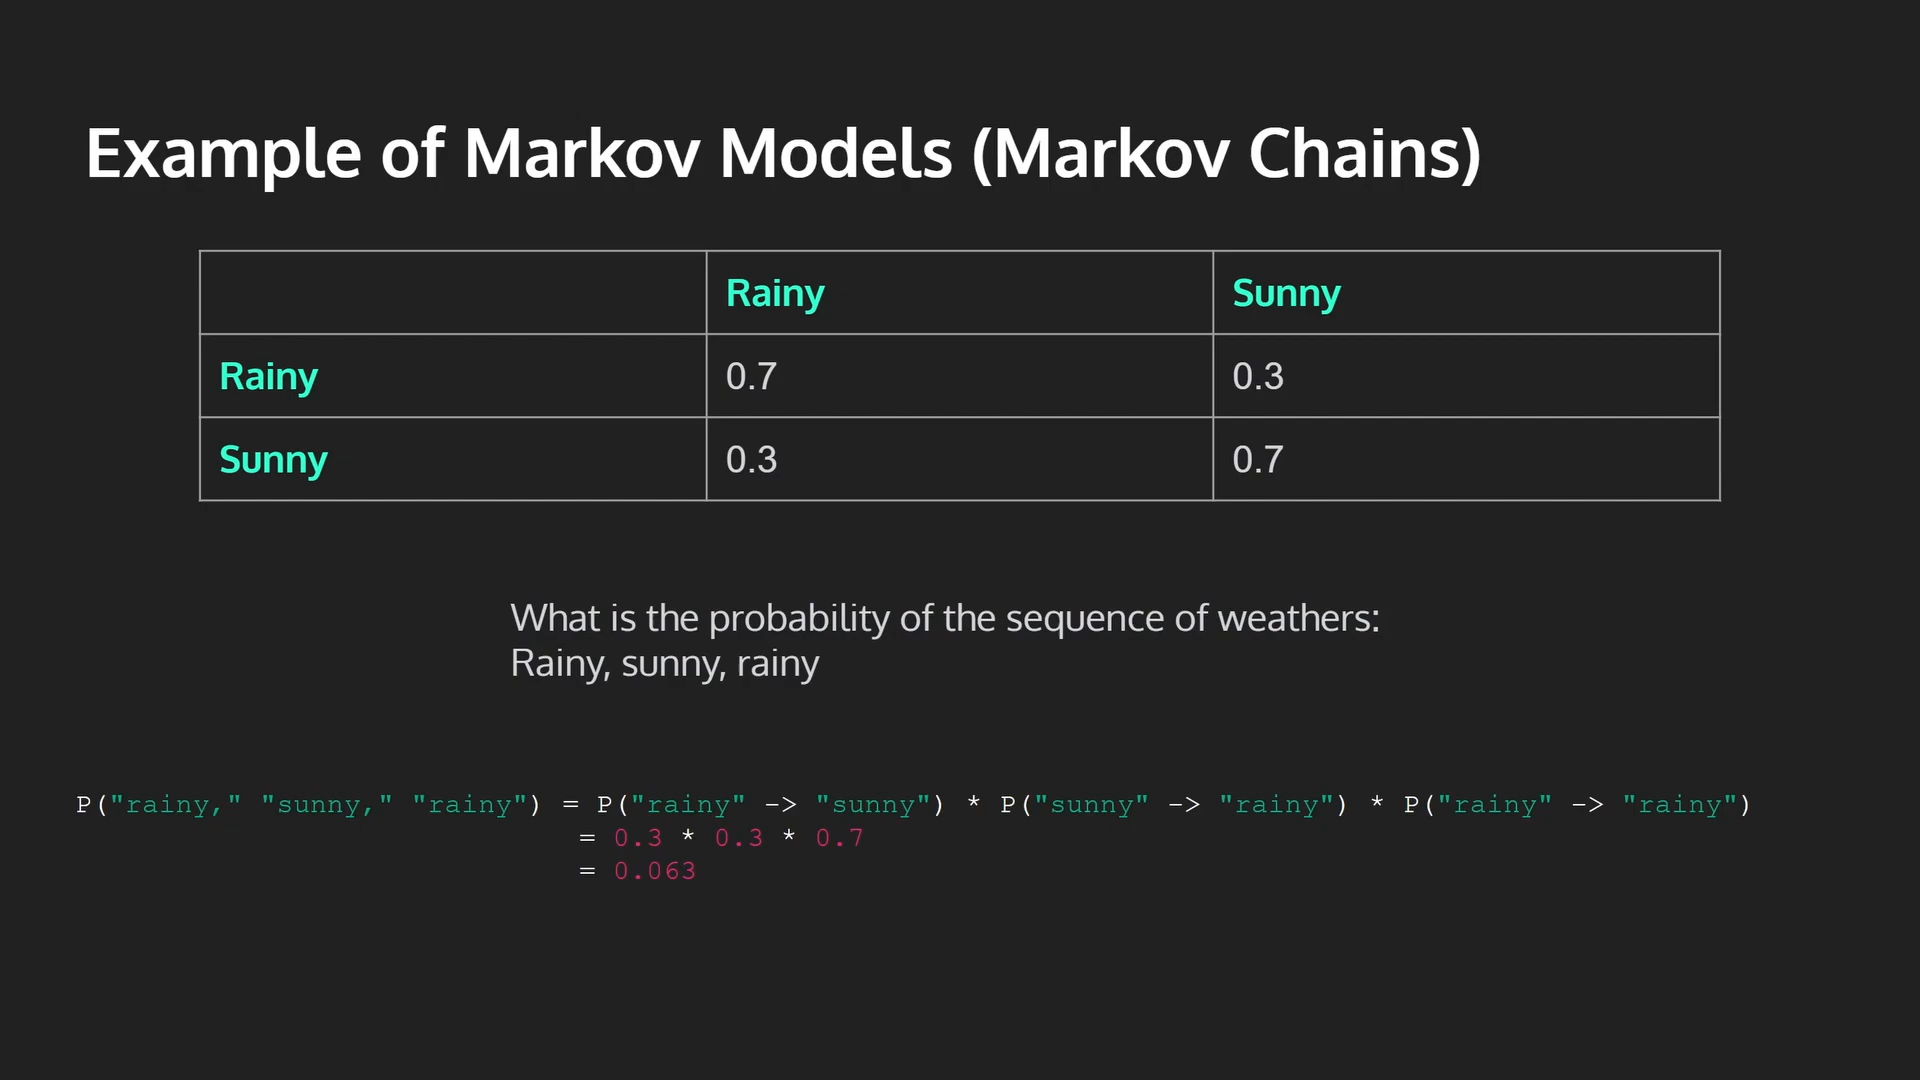 Example of Markov Models (Markov Chains)
Rainy Sunny
Rainy 0.7 0.3
Sunny 0.3 0.7
What is the probability of the sequence of weathers:
Rainy, sunny, rainy
P("rainy," "sunny," "rainy") = P("rainy" -> "sunny") * P("sunny" -> "rainy") * P("rainy" -> "rainy")
= 0.3 * 0.3 * 0.7
= 0.063